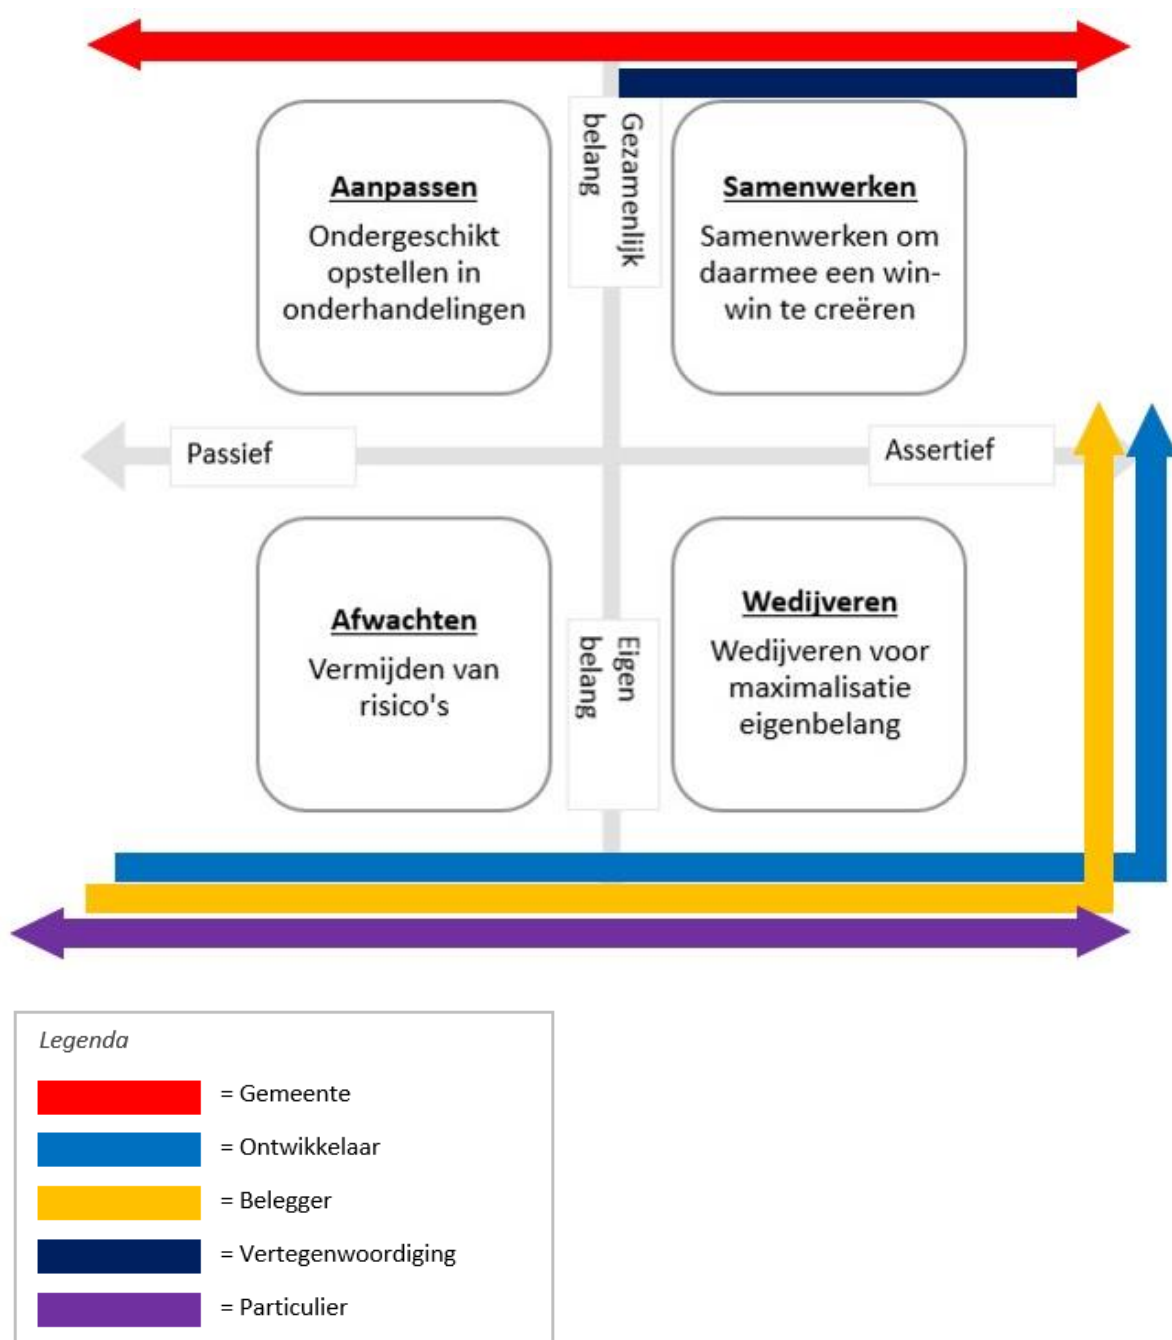 Gezamenlijk
belang
Aanpassen
Ondergeschikt
opstellen in
onderhandelingen
Samenwerken
Samenwerken om
daarmee een win-
win te creëren
Passief
Assertief
Afwachten
Vermijden van
risico's
Eigen
belang
Wedijveren
Wedijveren voor
maximalisatie
eigenbelang
Legenda
= Gemeente
= Ontwikkelaar
= Belegger
= Vertegenwoordiging
= Particulier